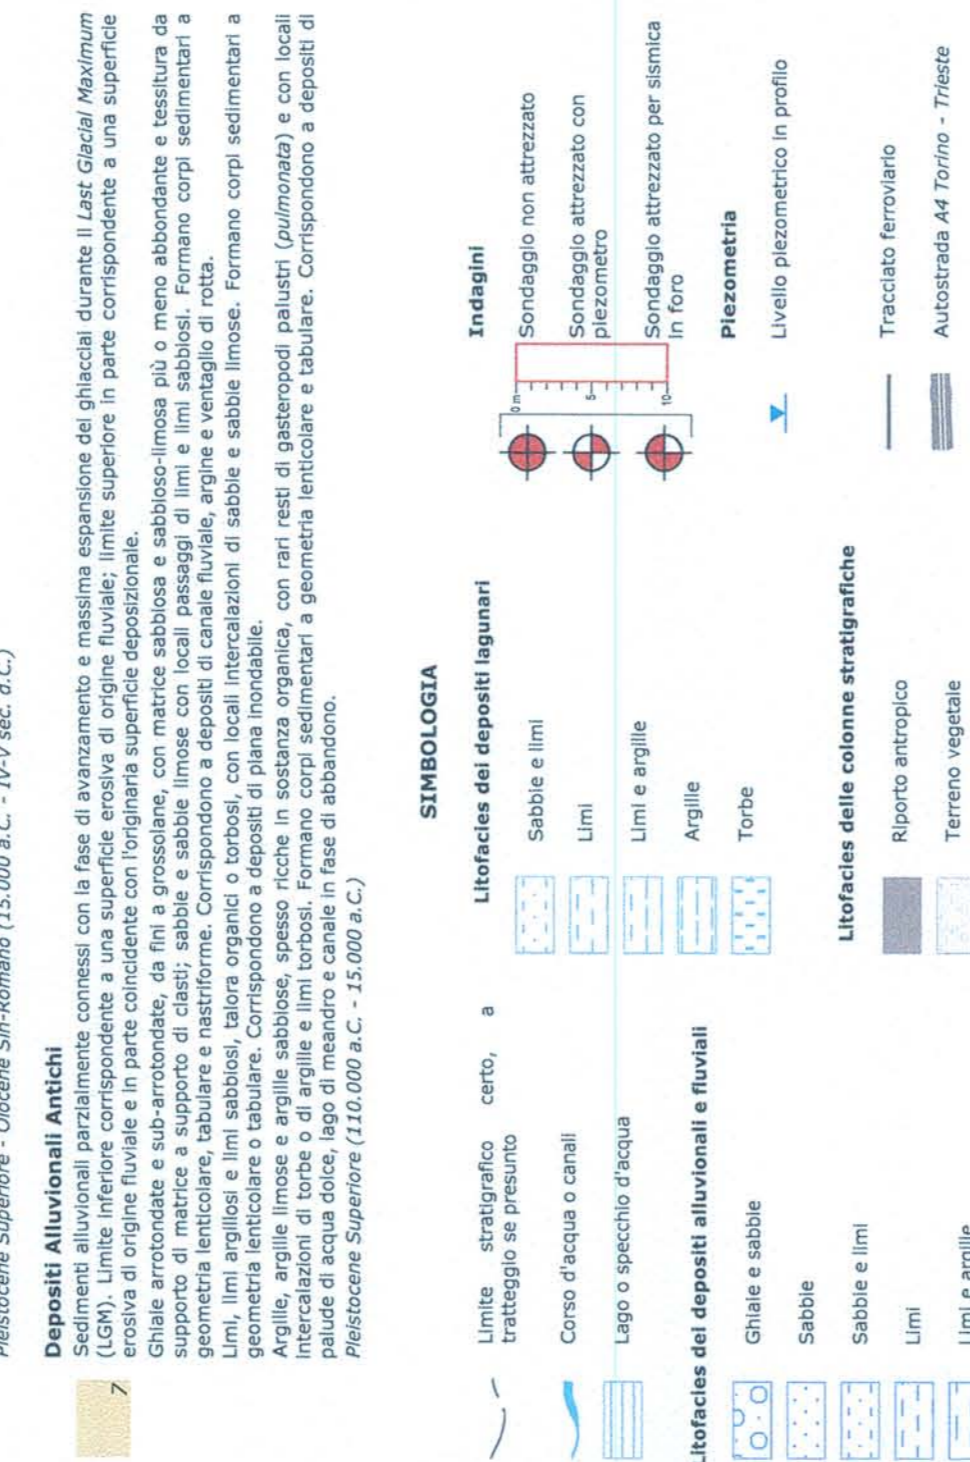 Pleistocene Superiore - Olocene Sin-Romano (15.000 a.C. - IV-V sec. d.C.)
7
Depositi Alluvionali Antichi
Sedimenti alluvionali parzialmente connessi con la fase di avanzamento e massima espansione dei ghiacciai durante il Last Glacial Maximum
(LGM). Limite inferiore corrispondente a una superficie erosiva di origine fluviale; limite superiore in parte corrispondente a una superficie
erosiva di origine fluviale e in parte coincidente con l'originaria superficie deposizionale.
Ghiaie arrotondate e sub-arrotondate, da fini a grossolane, con matrice sabbiosa e sabbioso-limosa più o meno abbondante e tessitura da
supporto di matrice a supporto di clasti; sabbie e sabbie limose con locali passaggi di limi e limi sabbiosi. Formano corpi sedimentari a
geometria lenticolare, tabulare e nastriforme. Corrispondono a depositi di canale fluviale, argine e ventaglio di rotta.
Limi, limi argillosi e limi sabbiosi, talora organici o torbosi, con locali intercalazioni di sabbie e sabbie limose. Formano corpi sedimentari a
geometria lenticolare o tabulare. Corrispondono a depositi di piana inondabile.
Argille, argille limose e argille sabbiose, spesso ricche in sostanza organica, con rari resti di gasteropodi palustri (pulmonata) e con locali
intercalazioni di torbe o di argille e limi torbosi. Formano corpi sedimentari a geometria lenticolare e tabulare. Corrispondono a depositi di
palude di acqua dolce, lago di meandro e canale in fase di abbandono.
Pleistocene Superiore (110.000 a.C. - 15.000 a.C.)
SIMBOLOGIA
Limite stratigrafico certo, a
tratteggio se presunto
Corso d'acqua o canali
Lago o specchio d'acqua
Litofacies dei depositi alluvionali e fluviali
Ghiaie e sabbie
Sabbie
Sabbie e limi
Limi
Limi e argille
Litofacies dei depositi lagunari
Sabbie e limi
Limi
Limi e argille
Argille
Torbe
Litofacies delle colonne stratigrafiche
Riporto antropico
Terreno vegetale
Indagini
0 m
5
10
Sondaggio non attrezzato
Sondaggio attrezzato con
piezometro
Sondaggio attrezzato per sismica
in foro
Piezometria
Livello piezometrico in profilo
Tracciato ferroviario
Autostrada A4 Torino - Trieste